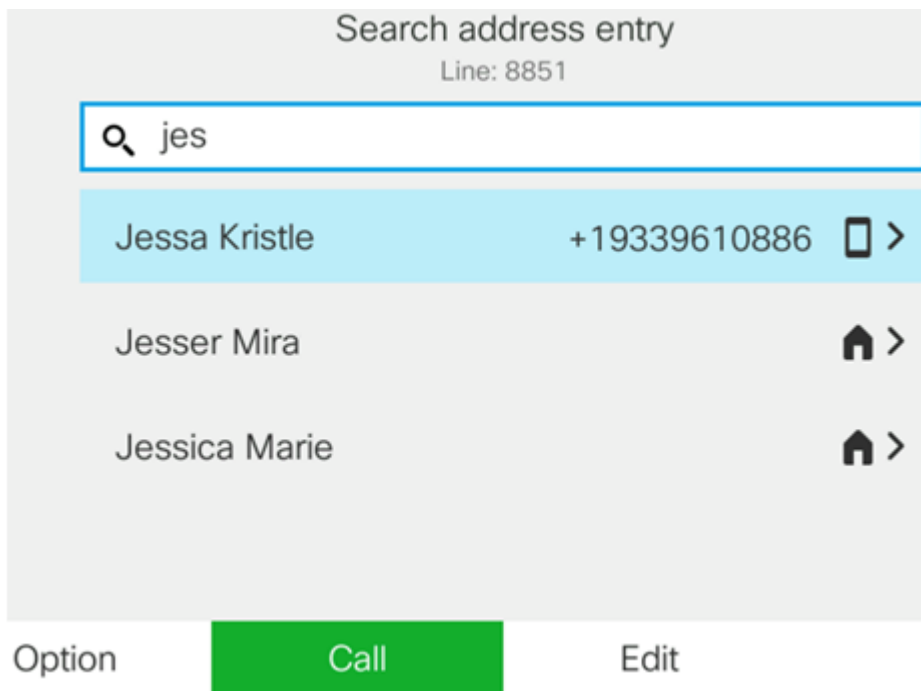 Search address entry
Line: 8851
jes
Jessa Kristle +19339610886
Jesser Mira
Jessica Marie
Option Call Edit